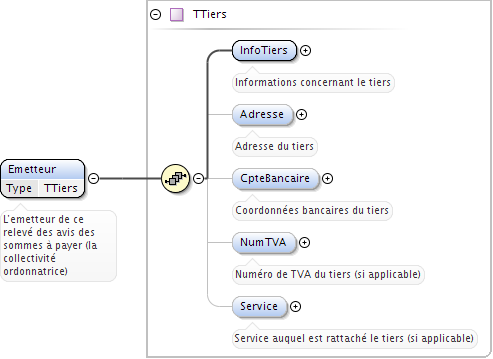 TTiers
InfoTiers
Informations concernant le tiers
Adresse
Adresse du tiers
Emetteur
Type TTiers
L'emetteur de ce
relevé des avis des
sommes à payer (la
collectivité
ordonnatrice)
CpteBancaire
Coordonnées bancaires du tiers
NumTVA
Numéro de TVA du tiers (si applicable)
Service
Service auquel est rattaché le tiers (si applicable)